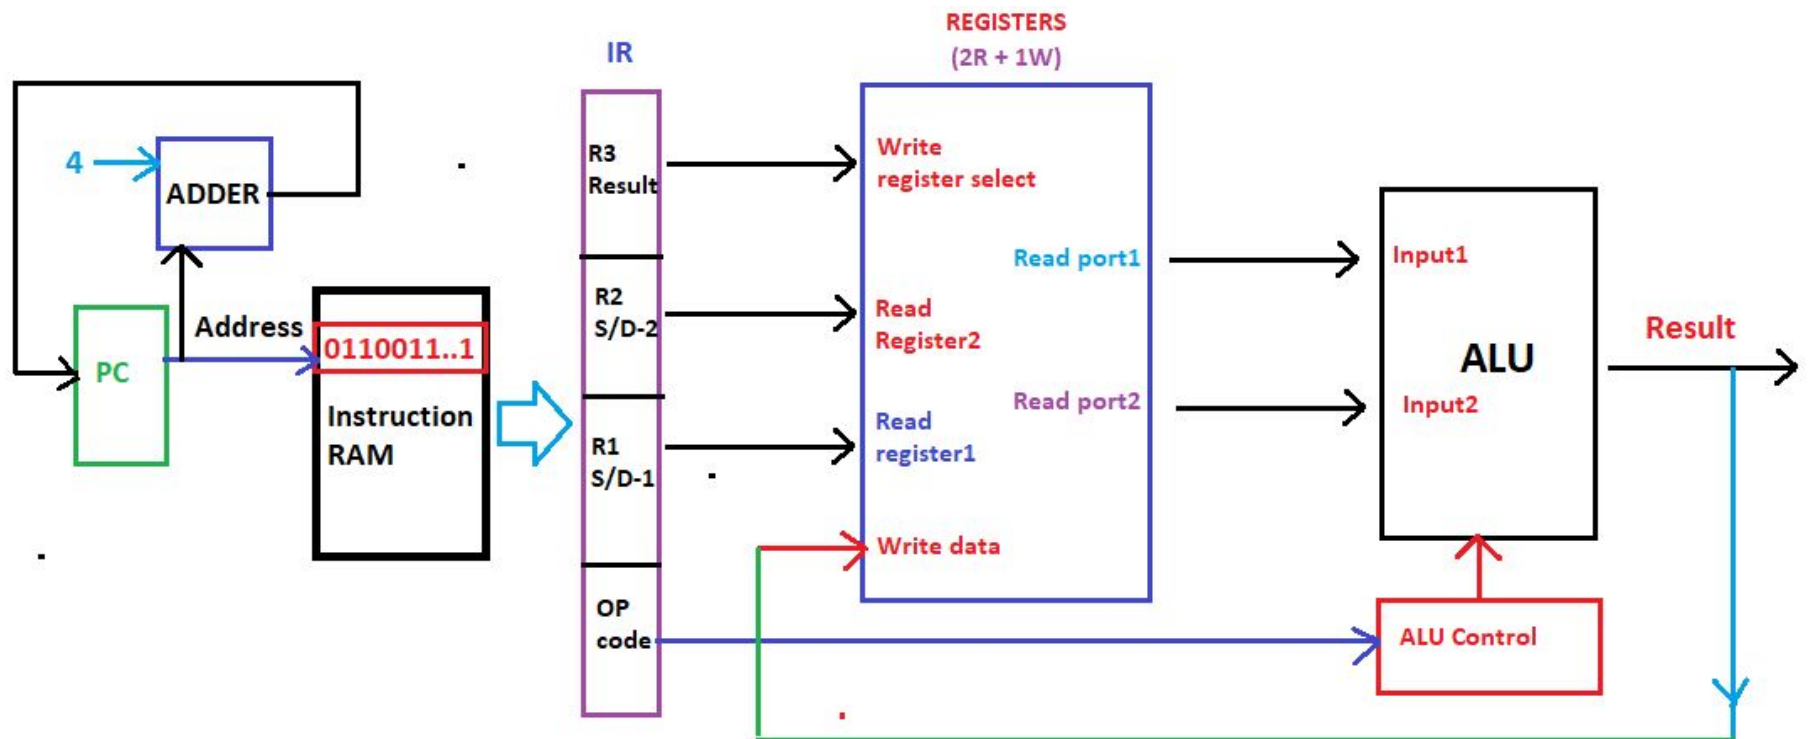 REGISTERS
(2R + 1W)
IR
4
ADDER
PC
Address
0110011..1
Instruction
RAM
R3
Result
R2
S/D-2
R1
S/D-1
OP
code
Write
register select
Read port1
Read
Register2
Read port2
Read
register1
Write data
Input1
ALU
Input2
Result
ALU Control